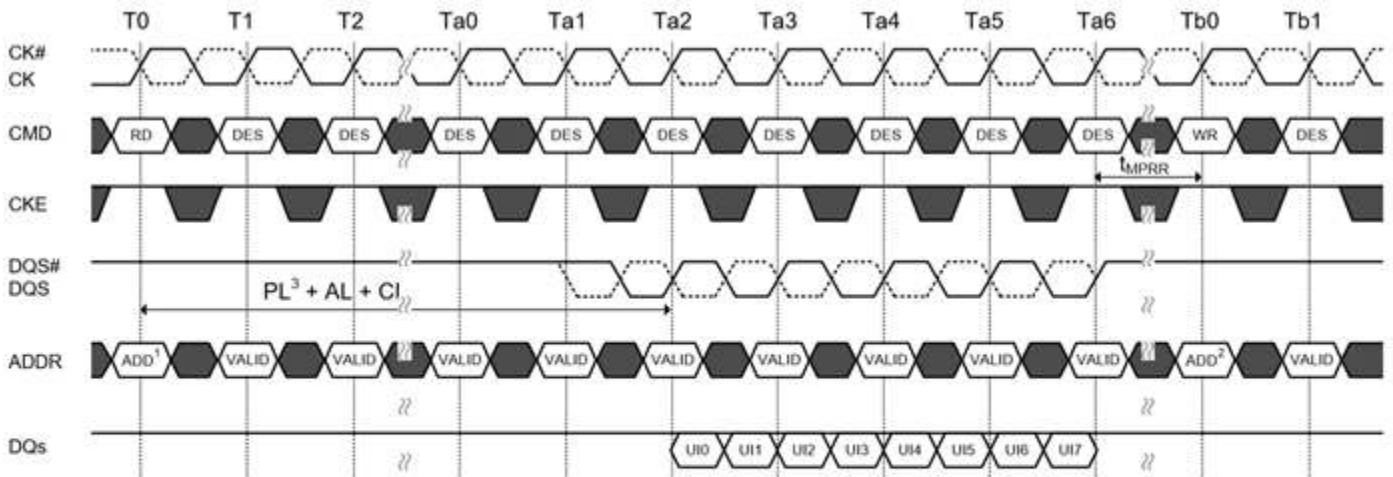 T0 T1 T2 Ta0 Ta1 Ta2 Ta3 Ta4 Ta5 Ta6 Tb0 Tb1
CK#
CK
CMD RD DES DES DES DES DES DES DES DES DES WR DES
tMPRR
CKE
DQS#
DQS
PL³ + AL + CL
ADDR ADD¹ VALID VALID VALID VALID VALID VALID VALID VALID VALID ADD² VALID
DQs UI0 UI1 UI2 UI3 UI4 UI5 UI6 UI7